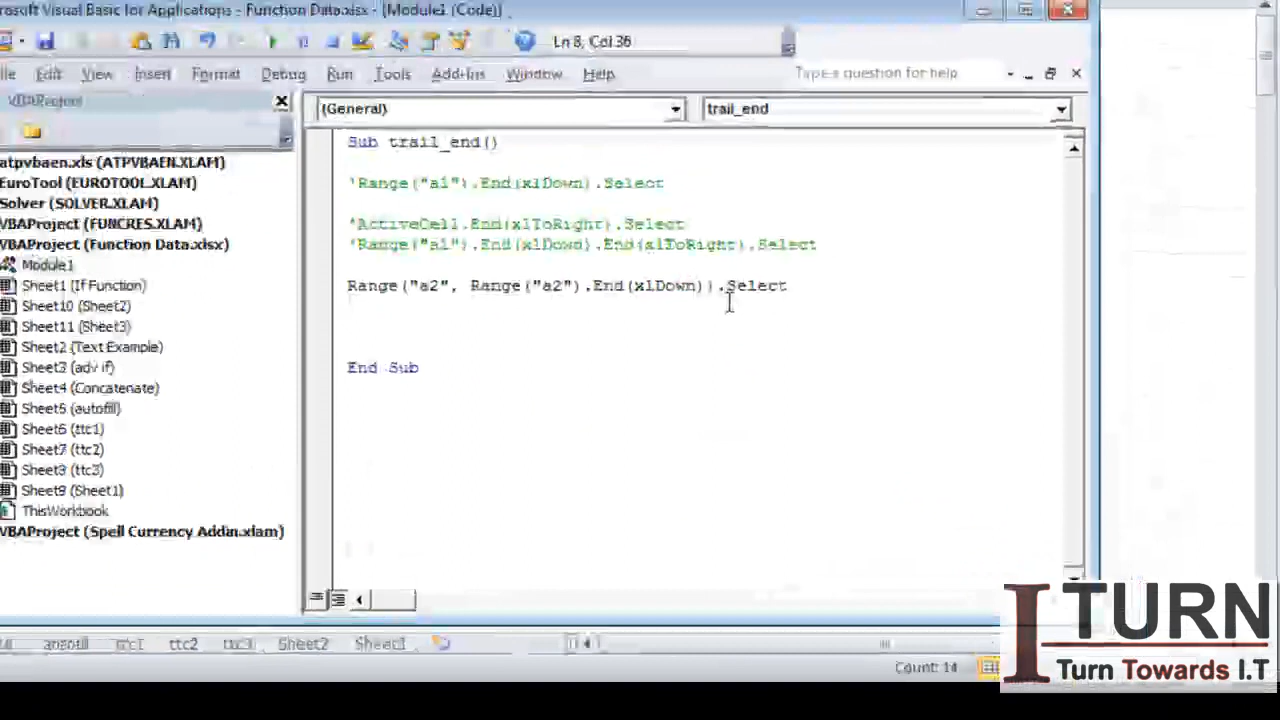 rosoft Visual Basic for Applications - Function Data.xlsx - [Module1 (Code)]
Ln 8, Col 36
ile Edit View Insert Format Debug Run Tools Add-Ins Window Help
Type a question for help
VBAProject
(General)
trail_end
atpvbaen.xls (ATPVBAEN.XLAM)
EuroTool (EUROTOOL.XLAM)
Solver (SOLVER.XLAM)
VBAProject (FUNCRES.XLAM)
VBAProject (Function Data.xlsx)
Module1
Sheet1 (If Function)
Sheet10 (Sheet2)
Sheet11 (Sheet3)
Sheet2 (Text Example)
Sheet3 (adv if)
Sheet4 (Concatenate)
Sheet5 (autofill)
Sheet6 (ttc1)
Sheet7 (ttc2)
Sheet8 (ttc3)
Sheet9 (Sheet1)
ThisWorkbook
VBAProject (Spell Currency Addin.xlam)
Sub trail_end()
'Range("a1").End(xlDown).Select
'ActiveCell.End(xlToRight).Select
'Range("a1").End(xlDown).End(xlToRight).Select
Range("a2", Range("a2").End(xlDown)).Select
End Sub
autofill ttc1 ttc2 ttc3 Sheet2 Sheet1
Count: 14
ITURN
Turn Towards I.T